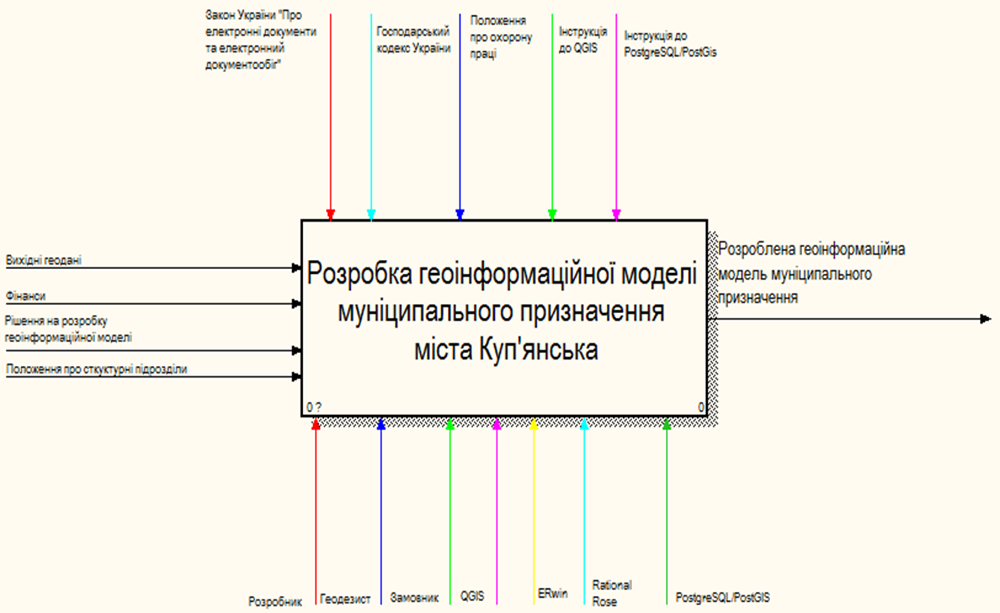 Закон України "Про
електронні документи
та електронний
документообіг"
Господарський
кодекс України
Положення
про охорону
праці
Інструкція
до QGIS
Інструкція до
PostgreSQL/PostGis
Вихідні геодані
Фінанси
Рішення на розробку
геоінформаційної моделі
Положення про сткуктурні підрозділи
Розробка геоінформаційної моделі
муніципального призначення
міста Куп'янська
0 ?
0
Розроблена геоінформаційна
модель муніципального
призначення
Розробник
Геодезист
Замовник
QGIS
ERwin
Rational
Rose
PostgreSQL/PostGIS